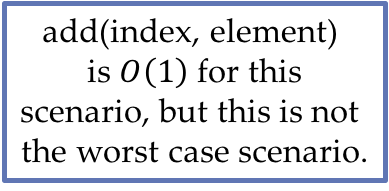 add(index, element)
is O(1) for this
scenario, but this is not
the worst case scenario.